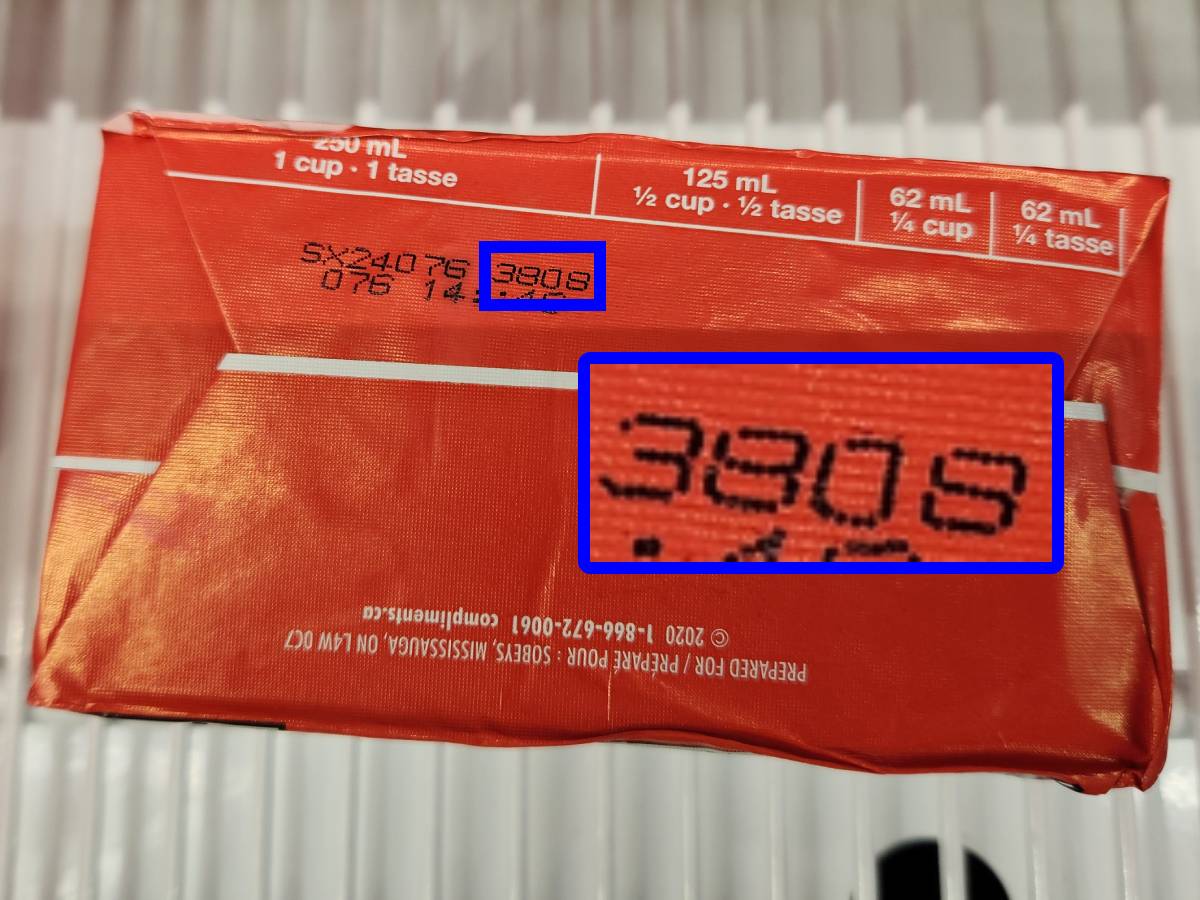 250 mL
1 cup · 1 tasse
125 mL
½ cup · ½ tasse
62 mL
¼ cup
62 mL
¼ tasse
SX24076 3808
076 14
3808
PREPARED FOR / PRÉPARÉ POUR : SOBEYS, MISSISSAUGA, ON L4W 0C7
© 2020 1-866-672-0061 compliments.ca